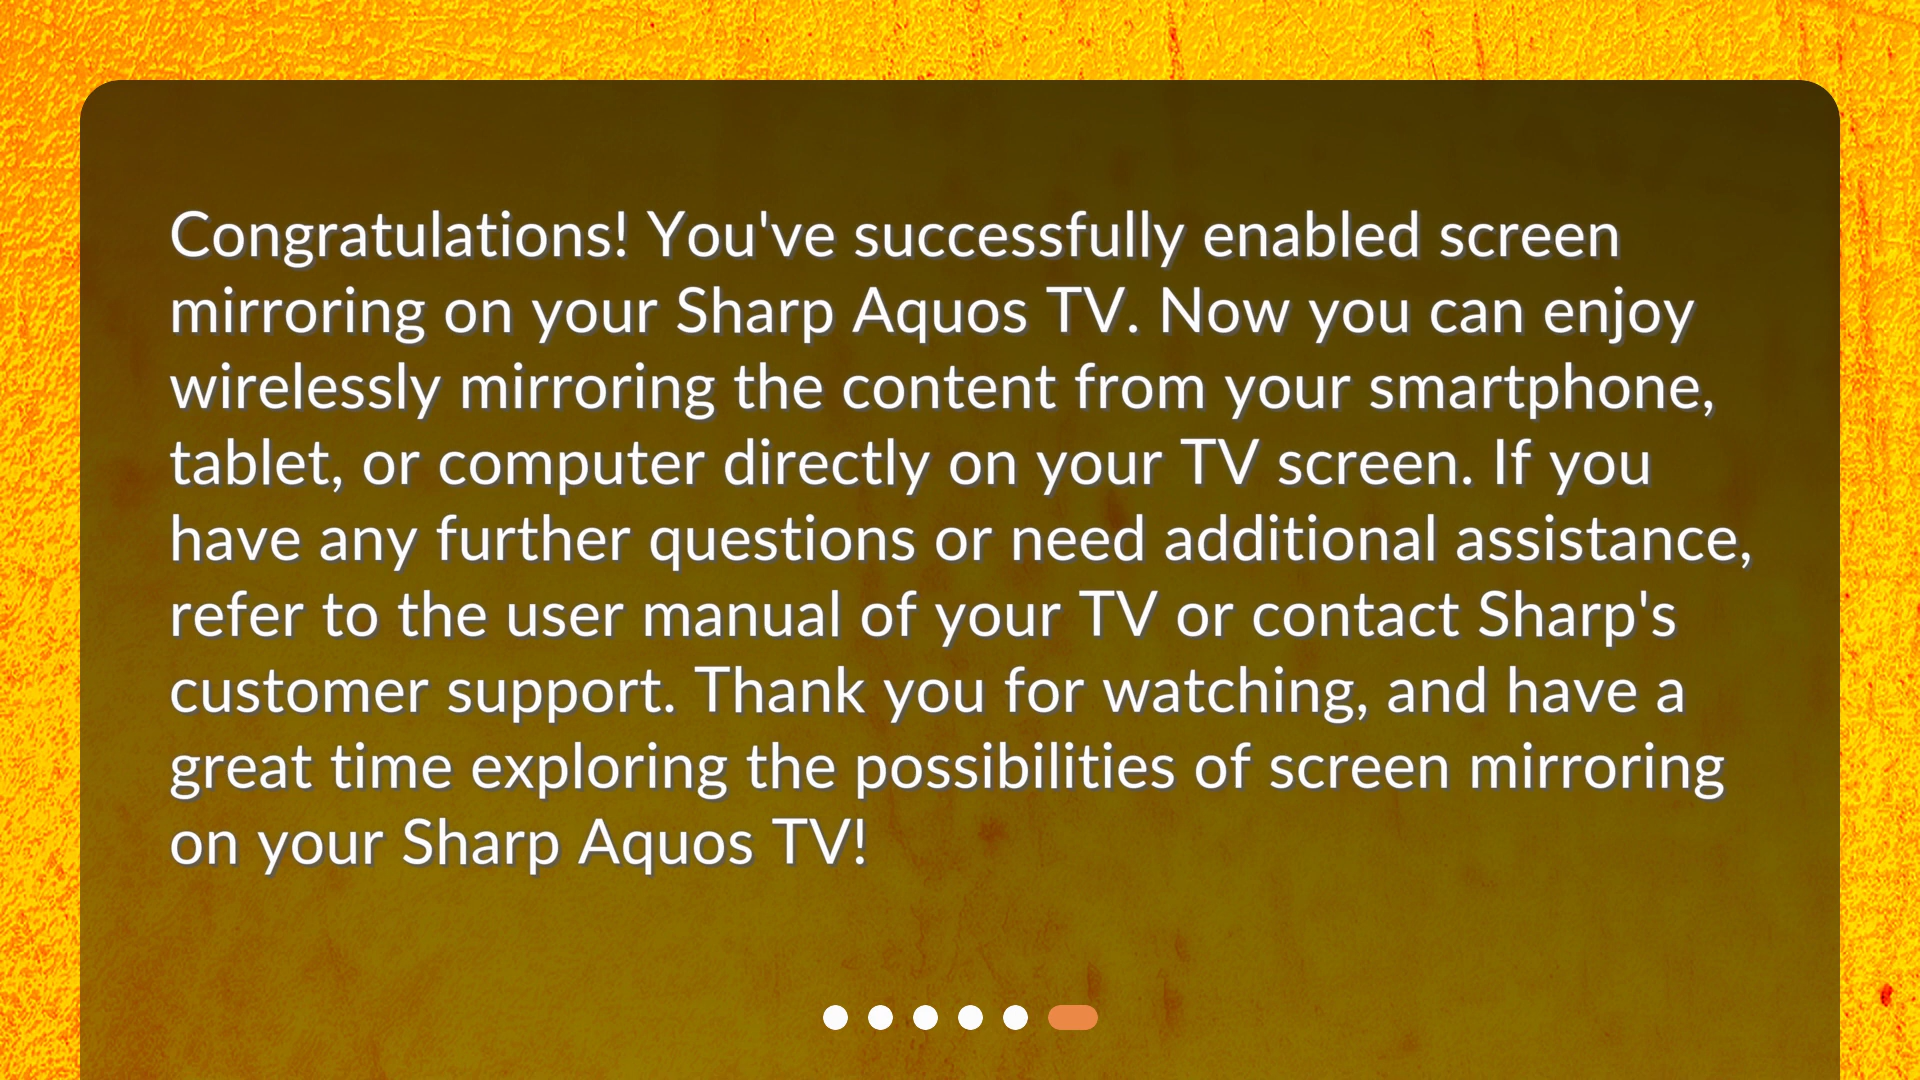 Congratulations! You've successfully enabled screen
mirroring on your Sharp Aquos TV. Now you can enjoy
wirelessly mirroring the content from your smartphone,
tablet, or computer directly on your TV screen. If you
have any further questions or need additional assistance,
refer to the user manual of your TV or contact Sharp's
customer support. Thank you for watching, and have a
great time exploring the possibilities of screen mirroring
on your Sharp Aquos TV!